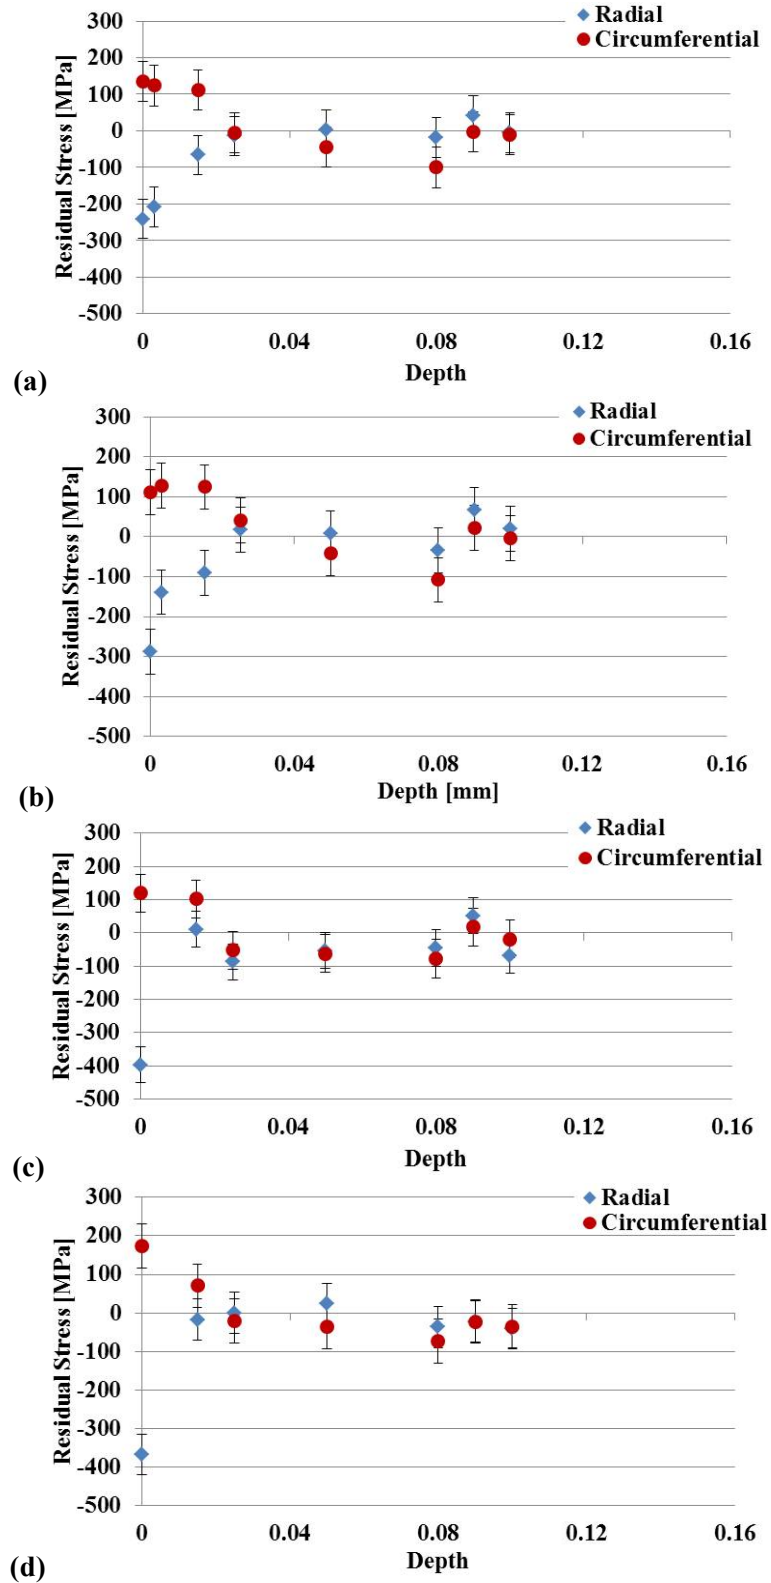 Radial
Circumferential
300
200
100
0
-100
-200
-300
-400
-500
Residual Stress [MPa]
0 0.04 0.08 0.12 0.16
Depth
(a)
Radial
Circumferential
300
200
100
0
-100
-200
-300
-400
-500
Residual Stress [MPa]
0 0.04 0.08 0.12 0.16
Depth [mm]
(b)
Radial
Circumferential
300
200
100
0
-100
-200
-300
-400
-500
Residual Stress [MPa]
0 0.04 0.08 0.12 0.16
Depth
(c)
Radial
Circumferential
300
200
100
0
-100
-200
-300
-400
-500
Residual Stress [MPa]
0 0.04 0.08 0.12 0.16
Depth
(d)